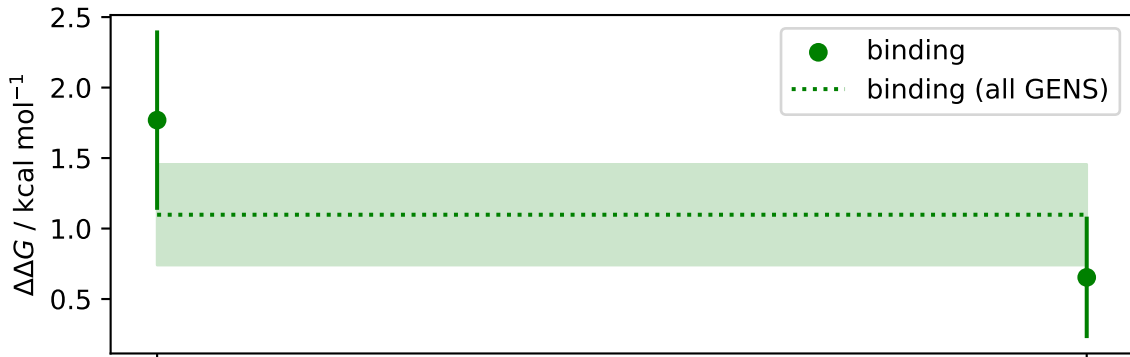 2.5
2.0
1.5
1.0
0.5
ΔΔG / kcal mol⁻¹
binding
binding (all GENS)